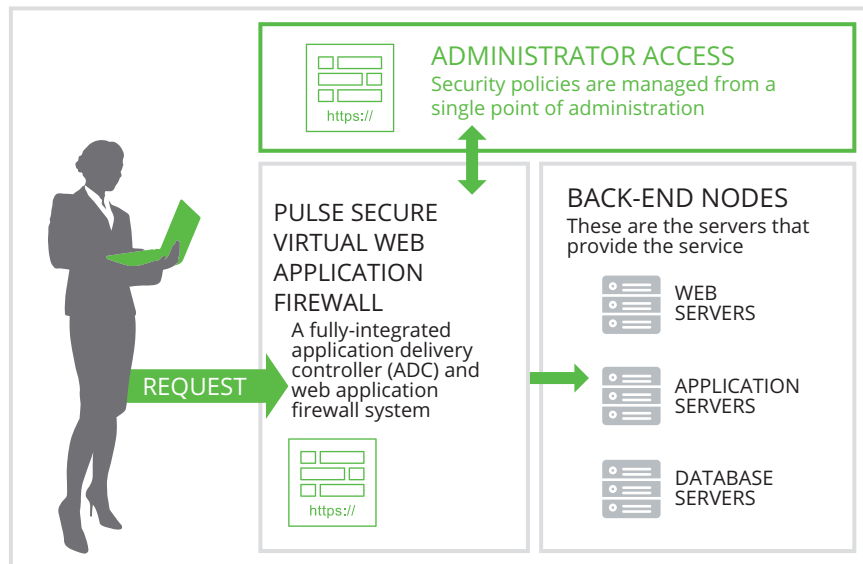 ADMINISTRATOR ACCESS
Security policies are managed from a
single point of administration
https://
PULSE SECURE
VIRTUAL WEB
APPLICATION
FIREWALL
A fully-integrated
application delivery
controller (ADC) and
web application
firewall system
https://
REQUEST
BACK-END NODES
These are the servers that
provide the service
WEB
SERVERS
APPLICATION
SERVERS
DATABASE
SERVERS